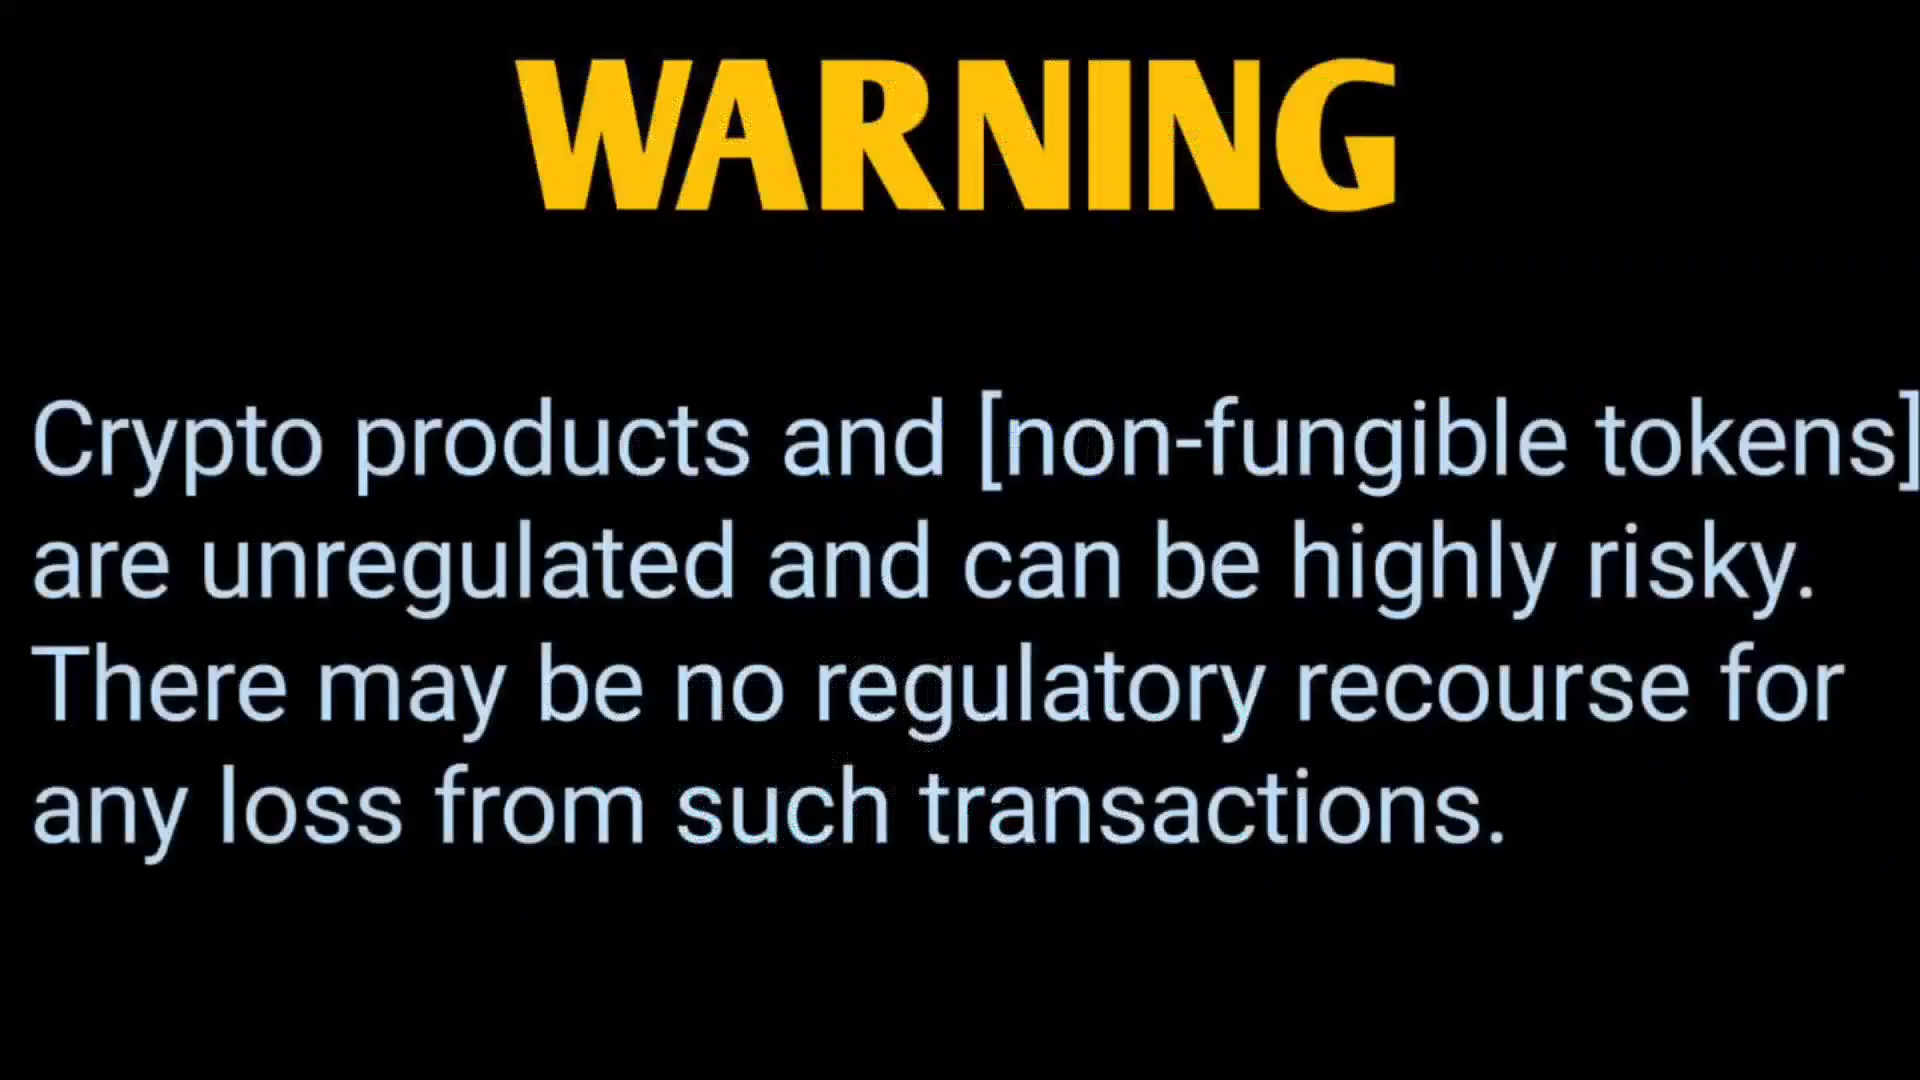 WARNING
Crypto products and [non-fungible tokens]
are unregulated and can be highly risky.
There may be no regulatory recourse for
any loss from such transactions.